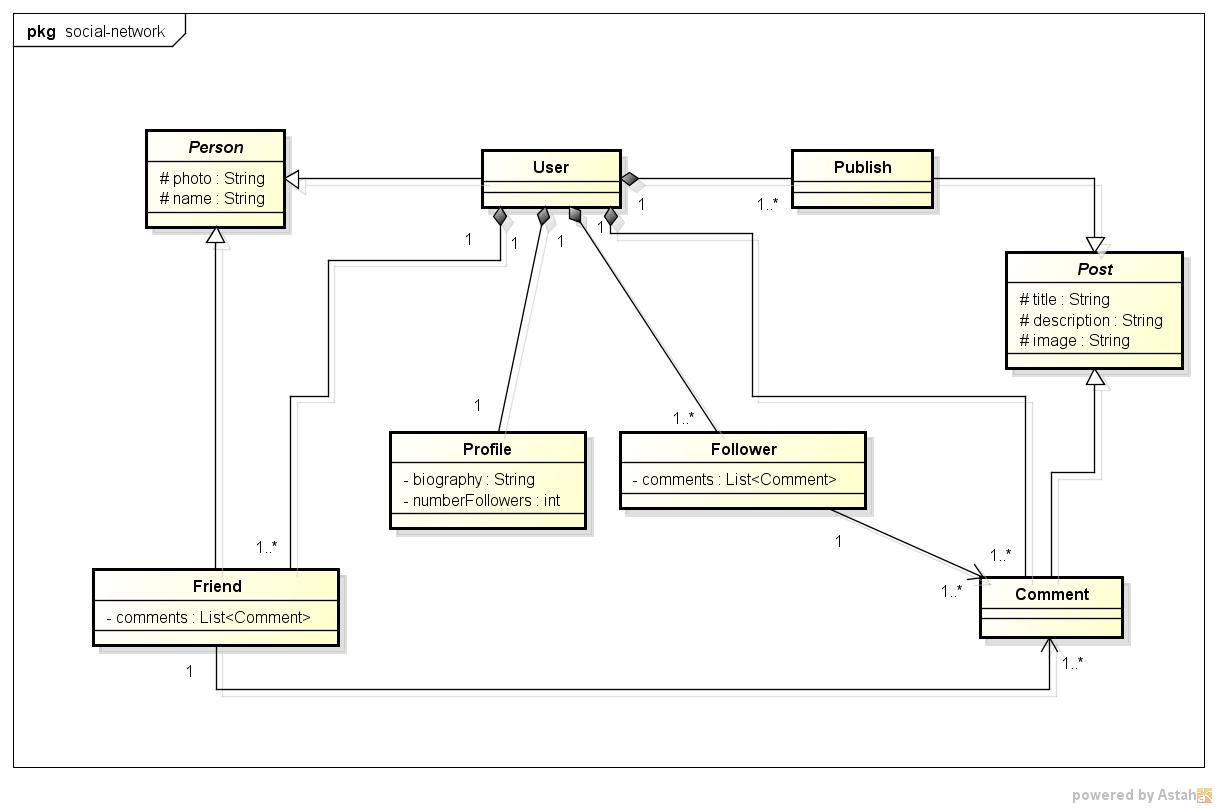 pkg social-network
Person
# photo : String
# name : String
User
Publish
1
1..*
1
1
1
1
Post
# title : String
# description : String
# image : String
1
1..*
Profile
- biography : String
- numberFollowers : int
Follower
- comments : List<Comment>
1
1..*
1..*
1..*
Friend
- comments : List<Comment>
Comment
1
1..*
powered by Astah